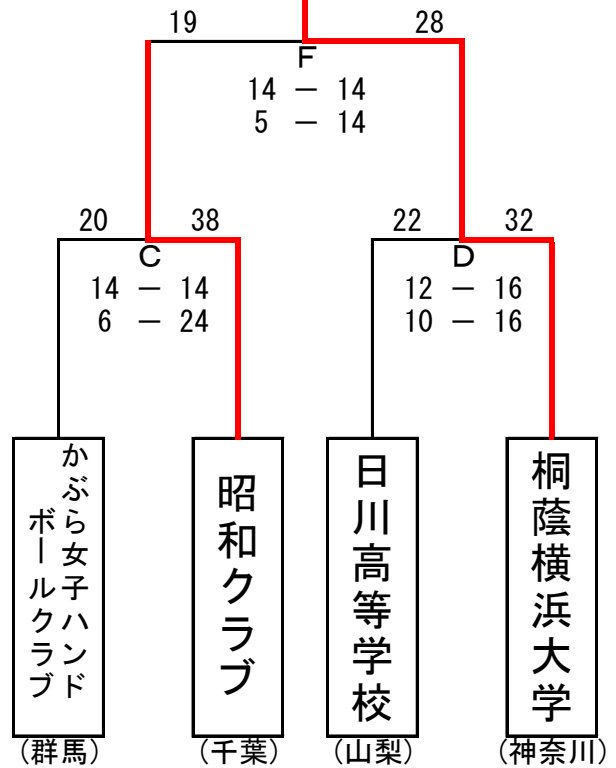 19 28
F
14 － 14
5 － 14
20 38
C
14 － 14
6 － 24
22 32
D
12 － 16
10 － 16
かぶら女子ハンド
ボールクラブ
昭和クラブ
日川高等学校
桐蔭横浜大学
(群馬)
(千葉)
(山梨)
(神奈川)